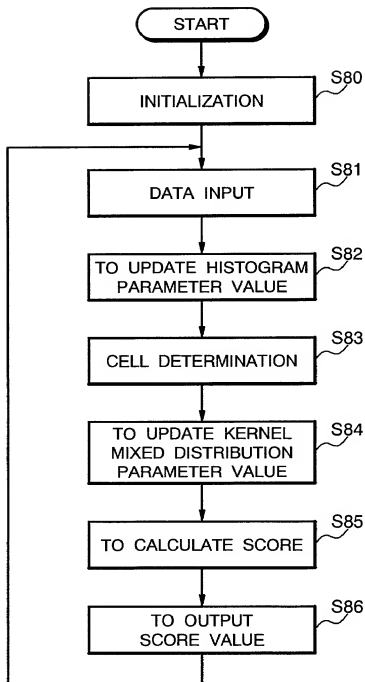 START
S80
INITIALIZATION
S81
DATA INPUT
S82
TO UPDATE HISTOGRAM
PARAMETER VALUE
S83
CELL DETERMINATION
S84
TO UPDATE KERNEL
MIXED DISTRIBUTION
PARAMETER VALUE
S85
TO CALCULATE SCORE
S86
TO OUTPUT
SCORE VALUE